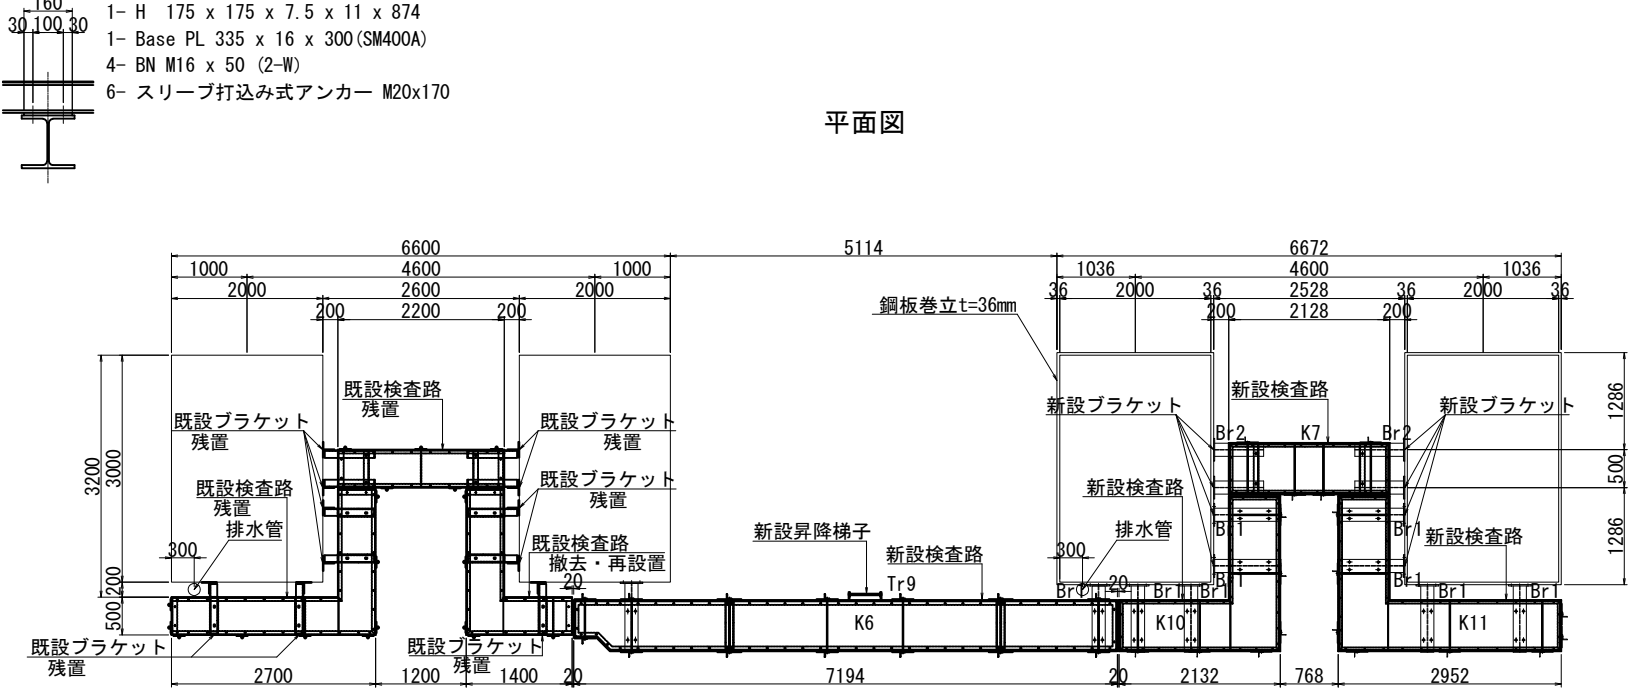 160
1- H 175 x 175 x 7.5 x 11 x 874
30 100 30
1- Base PL 335 x 16 x 300(SM400A)
4- BN M16 x 50 (2-W)
6- スリーブ打込み式アンカー M20x170
平面図
6600 5114 6672
1000 4600 1000 1036 4600 1036
2000 2600 2000 36 2000 36 2528 36 2000 36
200 2200 200 鋼板巻立t=36mm 200 2128 200
既設検査路
残置
新設検査路
1286
既設ブラケット
残置
既設ブラケット
残置
新設ブラケット
新設ブラケット
Br2 K7 Br2
3200 3000
500
既設検査路
残置
既設ブラケット
残置
新設検査路
排水管
新設昇降梯子
排水管
Br1 Br1
新設検査路
300
既設検査路
撤去・再設置
新設検査路
300
1286
200 20 Tr9 20 Br1 Br1
Br Br1 Br1 Br1 Br1
500 K6 K10 K11
既設ブラケット
残置
既設ブラケット
残置
2700 1200 1400 20 7194 20 2132 768 2952